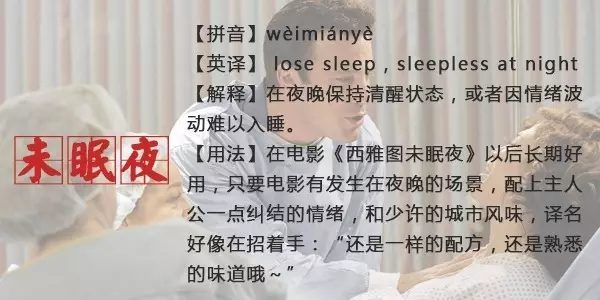 未眠夜
【拼音】wèimiányè
【英译】 lose sleep，sleepless at night
【解释】在夜晚保持清醒状态，或者因情绪波
动难以入睡。
【用法】在电影《西雅图未眠夜》以后长期好
用，只要电影有发生在夜晚的场景，配上主人
公一点纠结的情绪，和少许的城市风味，译名
好像在招着手：“还是一样的配方，还是熟悉
的味道哦～”